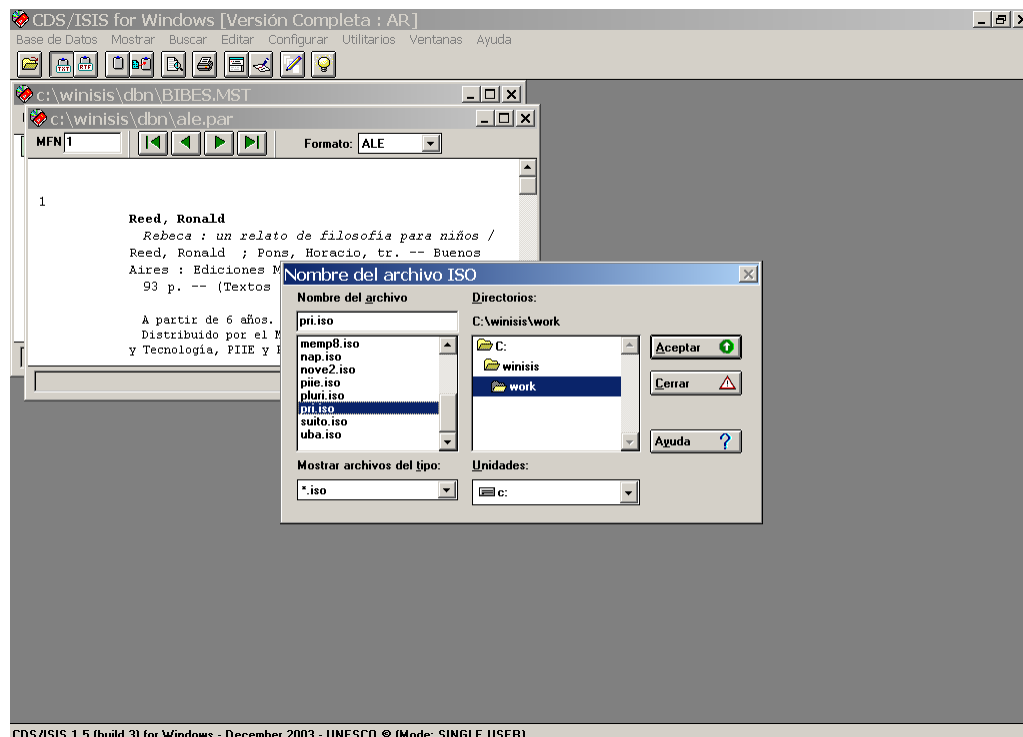 CDS/ISIS for Windows [Versión Completa : AR]
Base de Datos Mostrar Buscar Editar Configurar Utilitarios Ventanas Ayuda
TXT RTF
c:\winisis\dbn\BIBES.MST
c:\winisis\dbn\ale.par
MFN 1 Formato: ALE
1
Reed, Ronald
Rebeca : un relato de filosofía para niños /
Reed, Ronald ; Pons, Horacio, tr. -- Buenos
Aires : Ediciones M
93 p. -- (Textos
A partir de 6 años.
Distribuido por el M
y Tecnología, PIIE y
Nombre del archivo ISO
Nombre del archivo
pri.iso
memp8.iso
nap.iso
nove2.iso
piie.iso
pluri.iso
pri.iso
suito.iso
uba.iso
Mostrar archivos del tipo:
*.iso
Directorios:
C:\winisis\work
C:
winisis
work
Unidades:
c:
Aceptar
Cerrar
Ayuda ?
CDS/ISIS 1.5 (build 3) for Windows - December 2003 - UNESCO © (Mode: SINGLE USER)